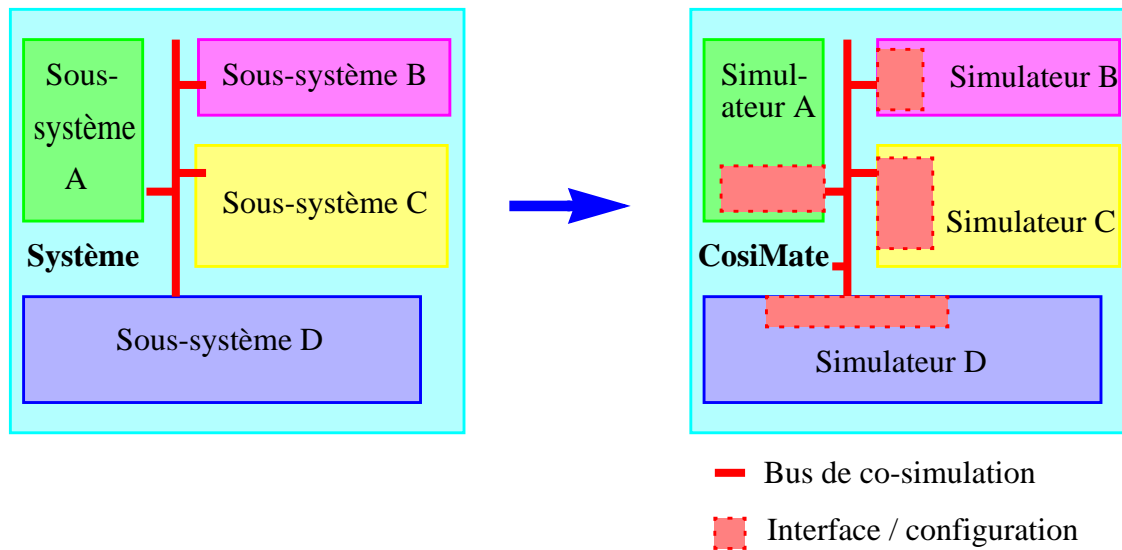 Sous-
système
A
Sous-système B
Sous-système C
Système
Sous-système D
Simul-
ateur A
Simulateur B
Simulateur C
CosiMate
Simulateur D
Bus de co-simulation
Interface / configuration